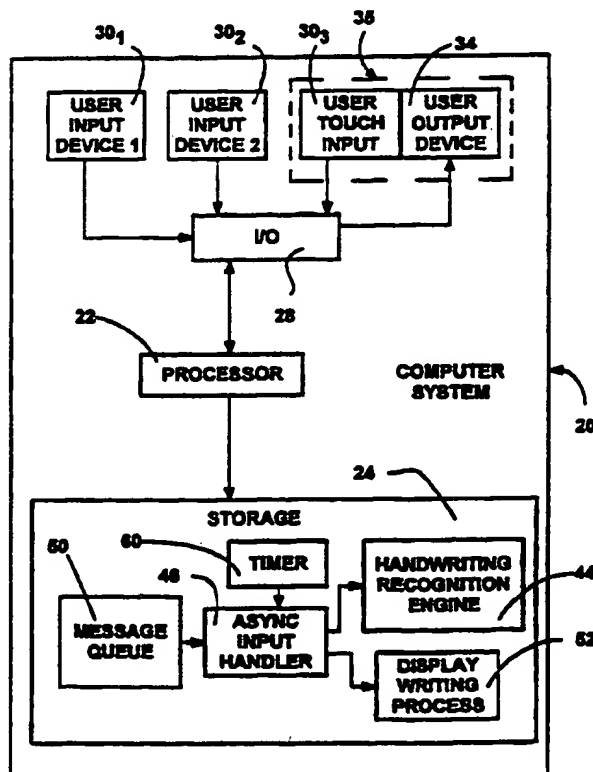 30₁
30₂
30₃
35
34
USER INPUT DEVICE 1
USER INPUT DEVICE 2
USER TOUCH INPUT
USER OUTPUT DEVICE
I/O
28
22
PROCESSOR
COMPUTER SYSTEM
20
24
STORAGE
50
60
TIMER
46
MESSAGE QUEUE
ASYNC INPUT HANDLER
HANDWRITING RECOGNITION ENGINE
44
DISPLAY WRITING PROCESS
52